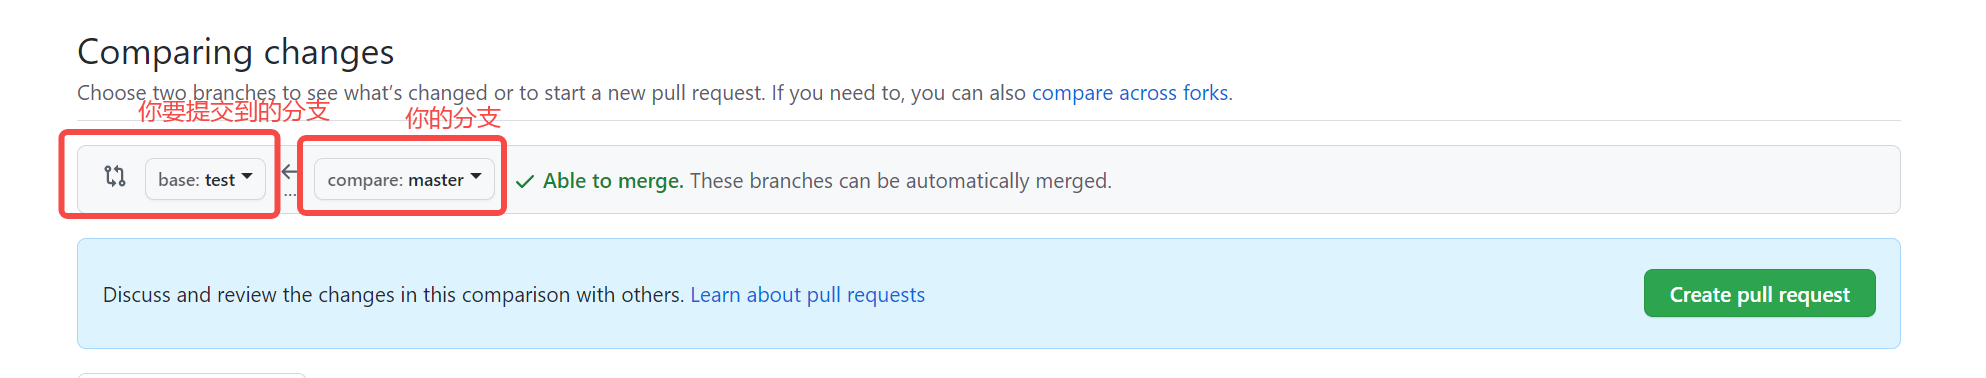 Comparing changes
Choose two branches to see what's changed or to start a new pull request. If you need to, you can also compare across forks.
你要提交到的分支
你的分支
base: test
←
...
compare: master
✓ Able to merge. These branches can be automatically merged.
Discuss and review the changes in this comparison with others. Learn about pull requests
Create pull request